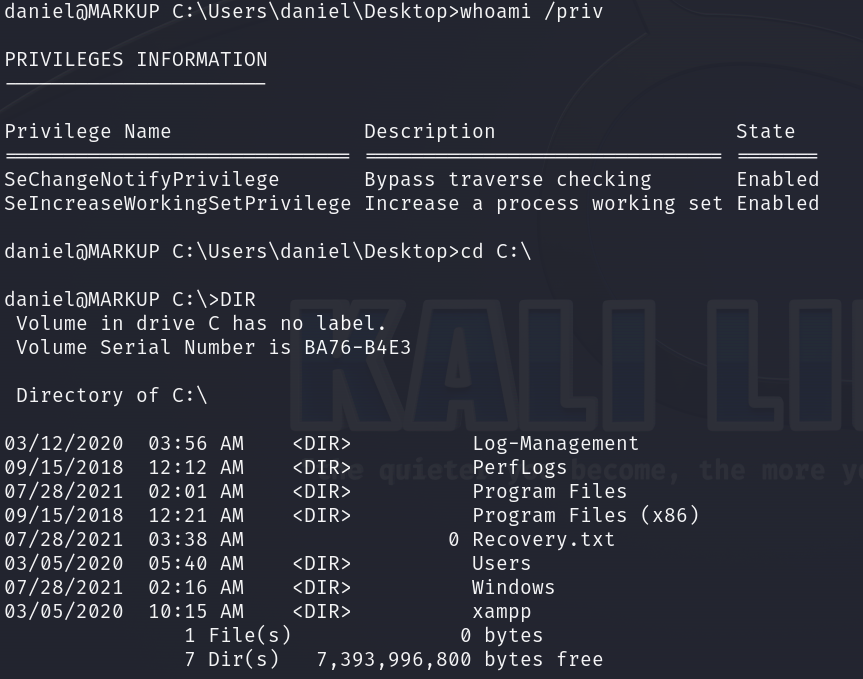 daniel@MARKUP C:\Users\daniel\Desktop>whoami /priv
PRIVILEGES INFORMATION
Privilege Name Description State
SeChangeNotifyPrivilege Bypass traverse checking Enabled
SeIncreaseWorkingSetPrivilege Increase a process working set Enabled
daniel@MARKUP C:\Users\daniel\Desktop>cd C:\
daniel@MARKUP C:\>DIR
Volume in drive C has no label.
Volume Serial Number is BA76-B4E3
KALI LI
Directory of C:\
03/12/2020 03:56 AM <DIR> Log-Management
09/15/2018 12:12 AM <DIR> PerfLogs
quieter become, the more
07/28/2021 02:01 AM <DIR> Program Files
09/15/2018 12:21 AM <DIR> Program Files (x86)
07/28/2021 03:38 AM 0 Recovery.txt
03/05/2020 05:40 AM <DIR> Users
07/28/2021 02:16 AM <DIR> Windows
03/05/2020 10:15 AM <DIR> xampp
1 File(s) 0 bytes
7 Dir(s) 7,393,996,800 bytes free